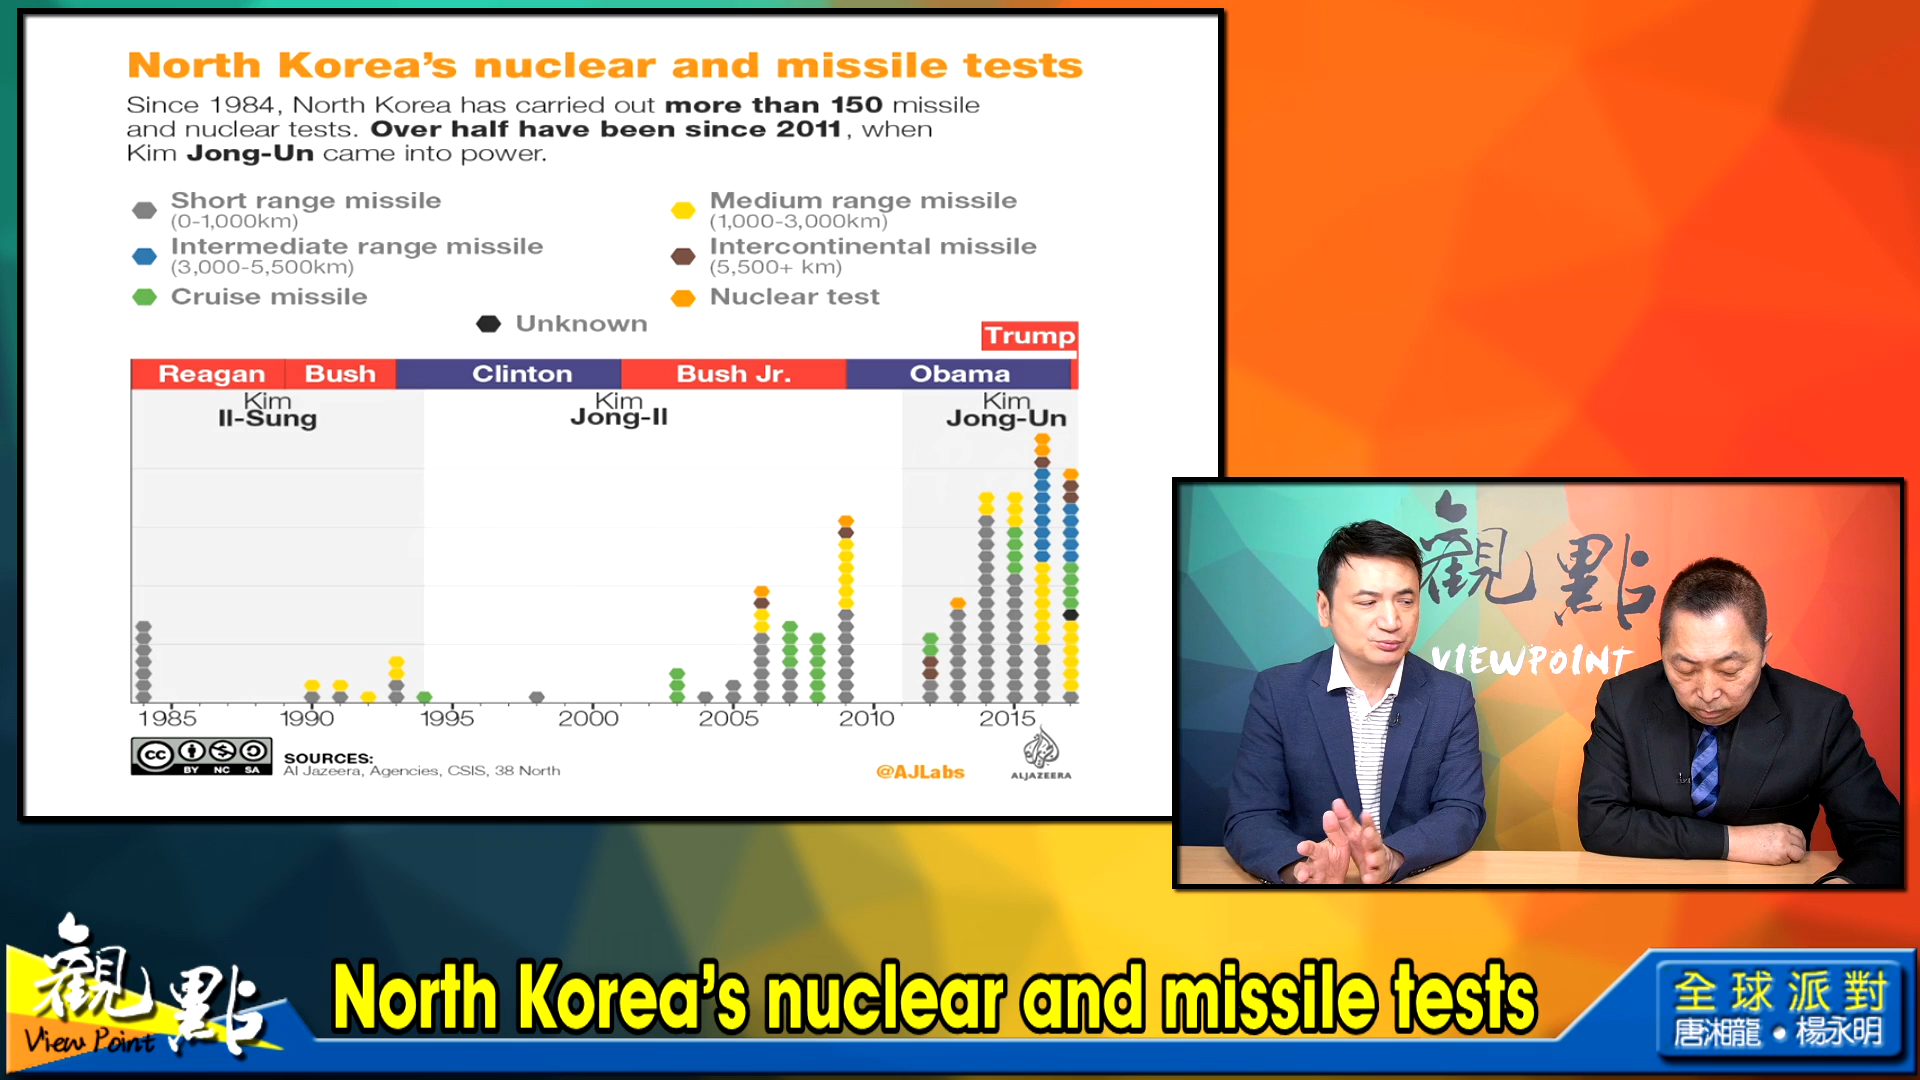 North Korea’s nuclear and missile tests
Since 1984, North Korea has carried out more than 150 missile
and nuclear tests. Over half have been since 2011, when
Kim Jong-Un came into power.
Short range missile
(0-1,000km)
Medium range missile
(1,000-3,000km)
Intermediate range missile
(3,000-5,500km)
Intercontinental missile
(5,500+ km)
Cruise missile
Nuclear test
Unknown
Trump
Reagan Bush Clinton Bush Jr. Obama
Kim
Il-Sung
Kim
Jong-Il
Kim
Jong-Un
1985 1990 1995 2000 2005 2010 2015
cc BY NC SA
SOURCES:
Al Jazeera, Agencies, CSIS, 38 North
@AJLabs
ALJAZEERA
觀點
VIEWPOINT
觀點
View Point
North Korea’s nuclear and missile tests
全球派對
唐湘龍・楊永明